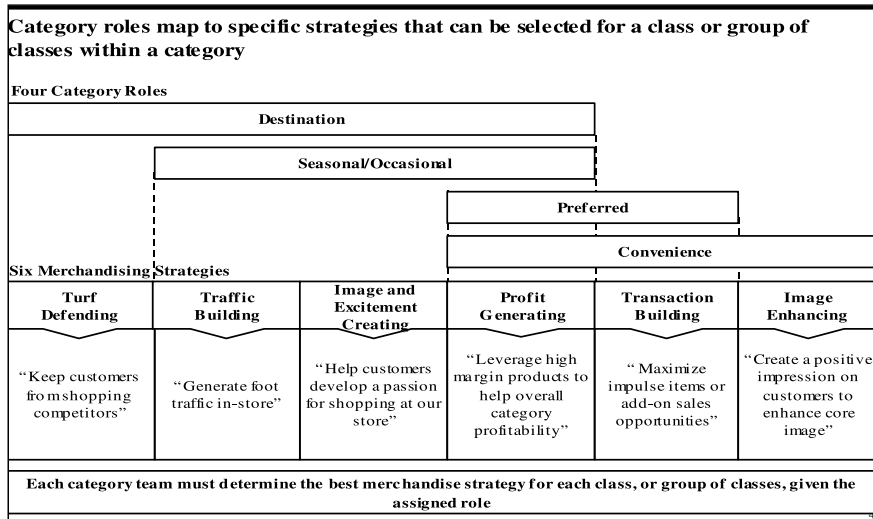 Category roles map to specific strategies that can be selected for a class or group of
classes within a category
Four Category Roles
Destination
Seasonal/Occasional
Preferred
Convenience
Six Merchandising Strategies
Turf
Defending
Traffic
Building
Image and
Excitement
Creating
Profit
Generating
Transaction
Building
Image
Enhancing
“Keep customers
from shopping
competitors”
“Generate foot
traffic in-store”
“Help customers
develop a passion
for shopping at our
store”
“Leverage high
margin products to
help overall
category
profitability”
“Maximize
impulse items or
add-on sales
opportunities”
“Create a positive
impression on
customers to
enhance core
image”
Each category team must determine the best merchandise strategy for each class, or group of classes, given the
assigned role